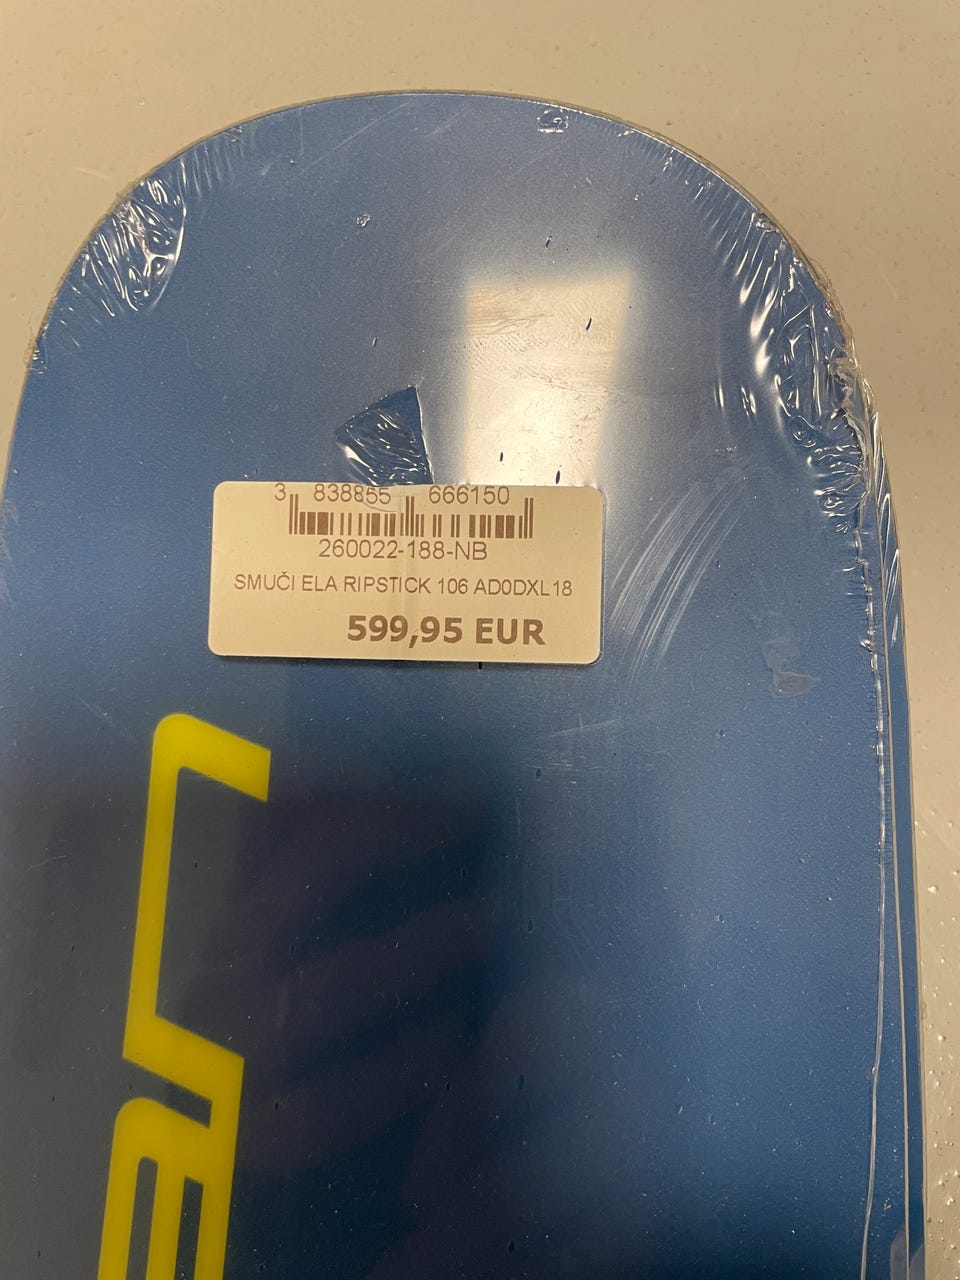 3 838855 666150
260022-188-NB
SMUČI ELA RIPSTICK 106 AD0DXL18
599,95 EUR